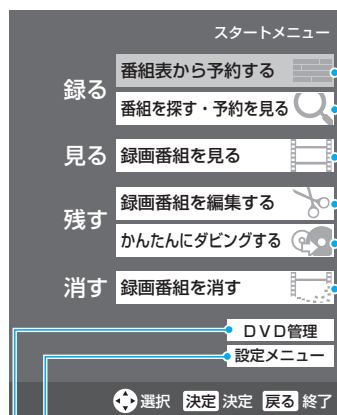 スタートメニュー
録る
番組表から予約する
番組を探す・予約を見る
見る 録画番組を見る
残す
録画番組を編集する
かんたんにダビングする
消す 録画番組を消す
DVD管理
設定メニュー
選択 決定 決定 戻る 終了